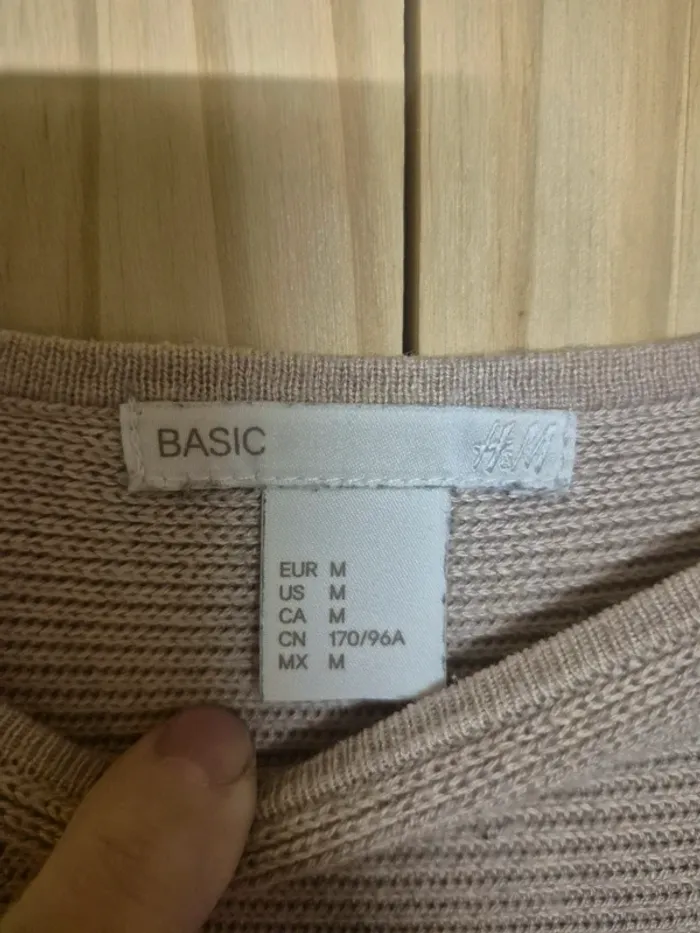 BASIC H&M
EUR M
US M
CA M
CN 170/96A
MX M